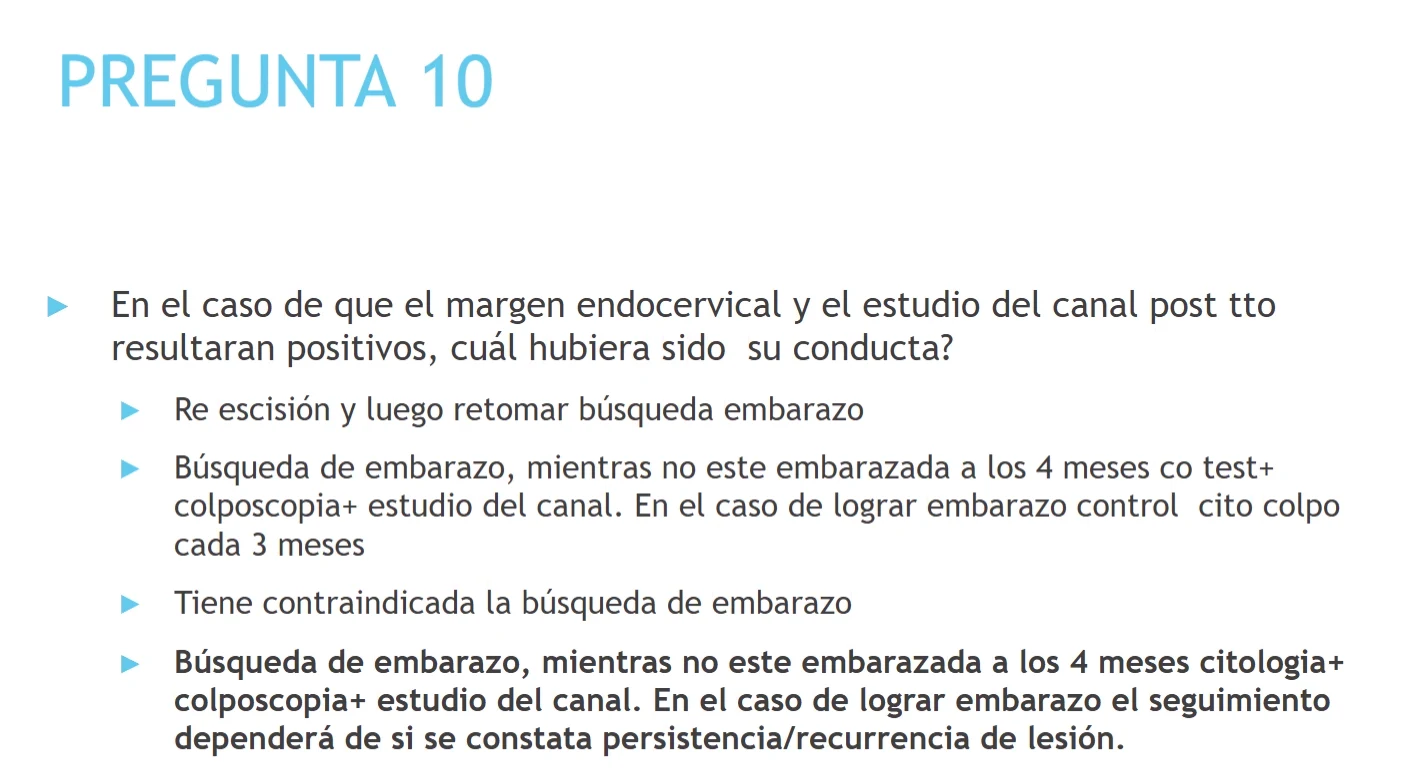 PREGUNTA 10
En el caso de que el margen endocervical y el estudio del canal post tto
resultaran positivos, cuál hubiera sido su conducta?
Re escisión y luego retomar búsqueda embarazo
Búsqueda de embarazo, mientras no este embarazada a los 4 meses co test+
colposcopia+ estudio del canal. En el caso de lograr embarazo control cito colpo
cada 3 meses
Tiene contraindicada la búsqueda de embarazo
Búsqueda de embarazo, mientras no este embarazada a los 4 meses citologia+
colposcopia+ estudio del canal. En el caso de lograr embarazo el seguimiento
dependerá de si se constata persistencia/recurrencia de lesión.